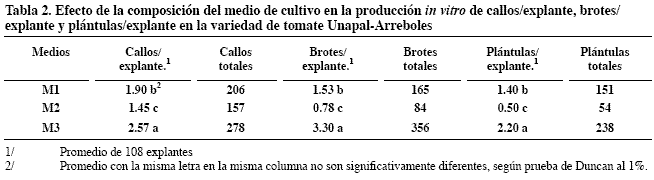 Tabla 2. Efecto de la composición del medio de cultivo en la producción in vitro de callos/explante, brotes/
explante y plántulas/explante en la variedad de tomate Unapal-Arreboles
Medios Callos/ Callos Brotes/ Brotes Plántulas/ Plántulas
explante.1 totales explante.1 totales explante.1 totales
M1 1.90 b2 206 1.53 b 165 1.40 b 151
M2 1.45 c 157 0.78 c 84 0.50 c 54
M3 2.57 a 278 3.30 a 356 2.20 a 238
1/ Promedio de 108 explantes
2/ Promedio con la misma letra en la misma columna no son significativamente diferentes, según prueba de Duncan al 1%.